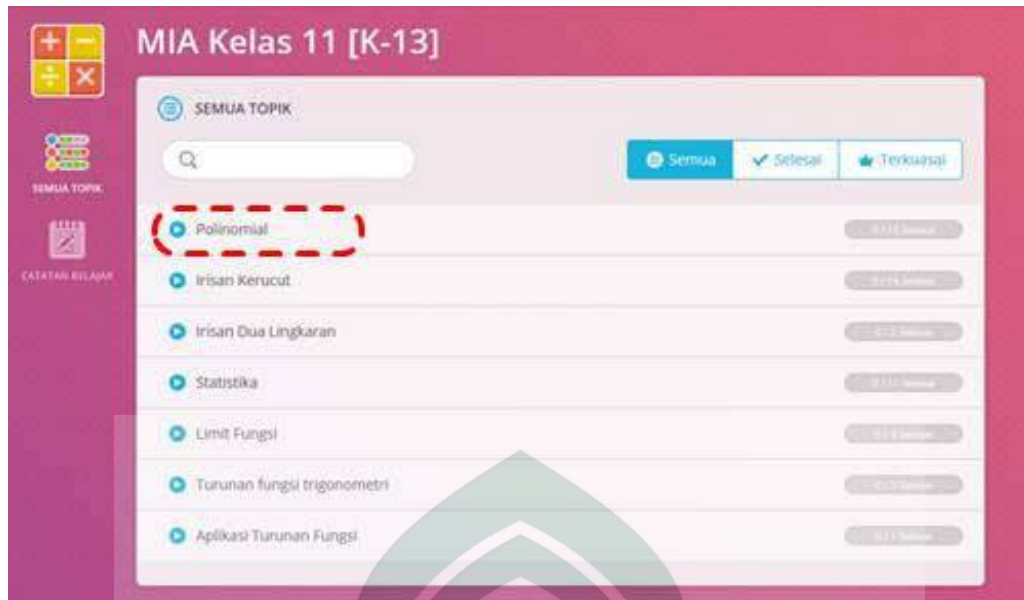 MIA Kelas 11 [K-13]
SEMUA TOPIK
Semua
Selesai
Terkuasai
SEMUA TOPIK
CATATAN BELAJAR
Polinomial
Irisan Kerucut
Irisan Dua Lingkaran
Statistika
Limit Fungsi
Turunan fungsi trigonometri
Aplikasi Turunan Fungsi